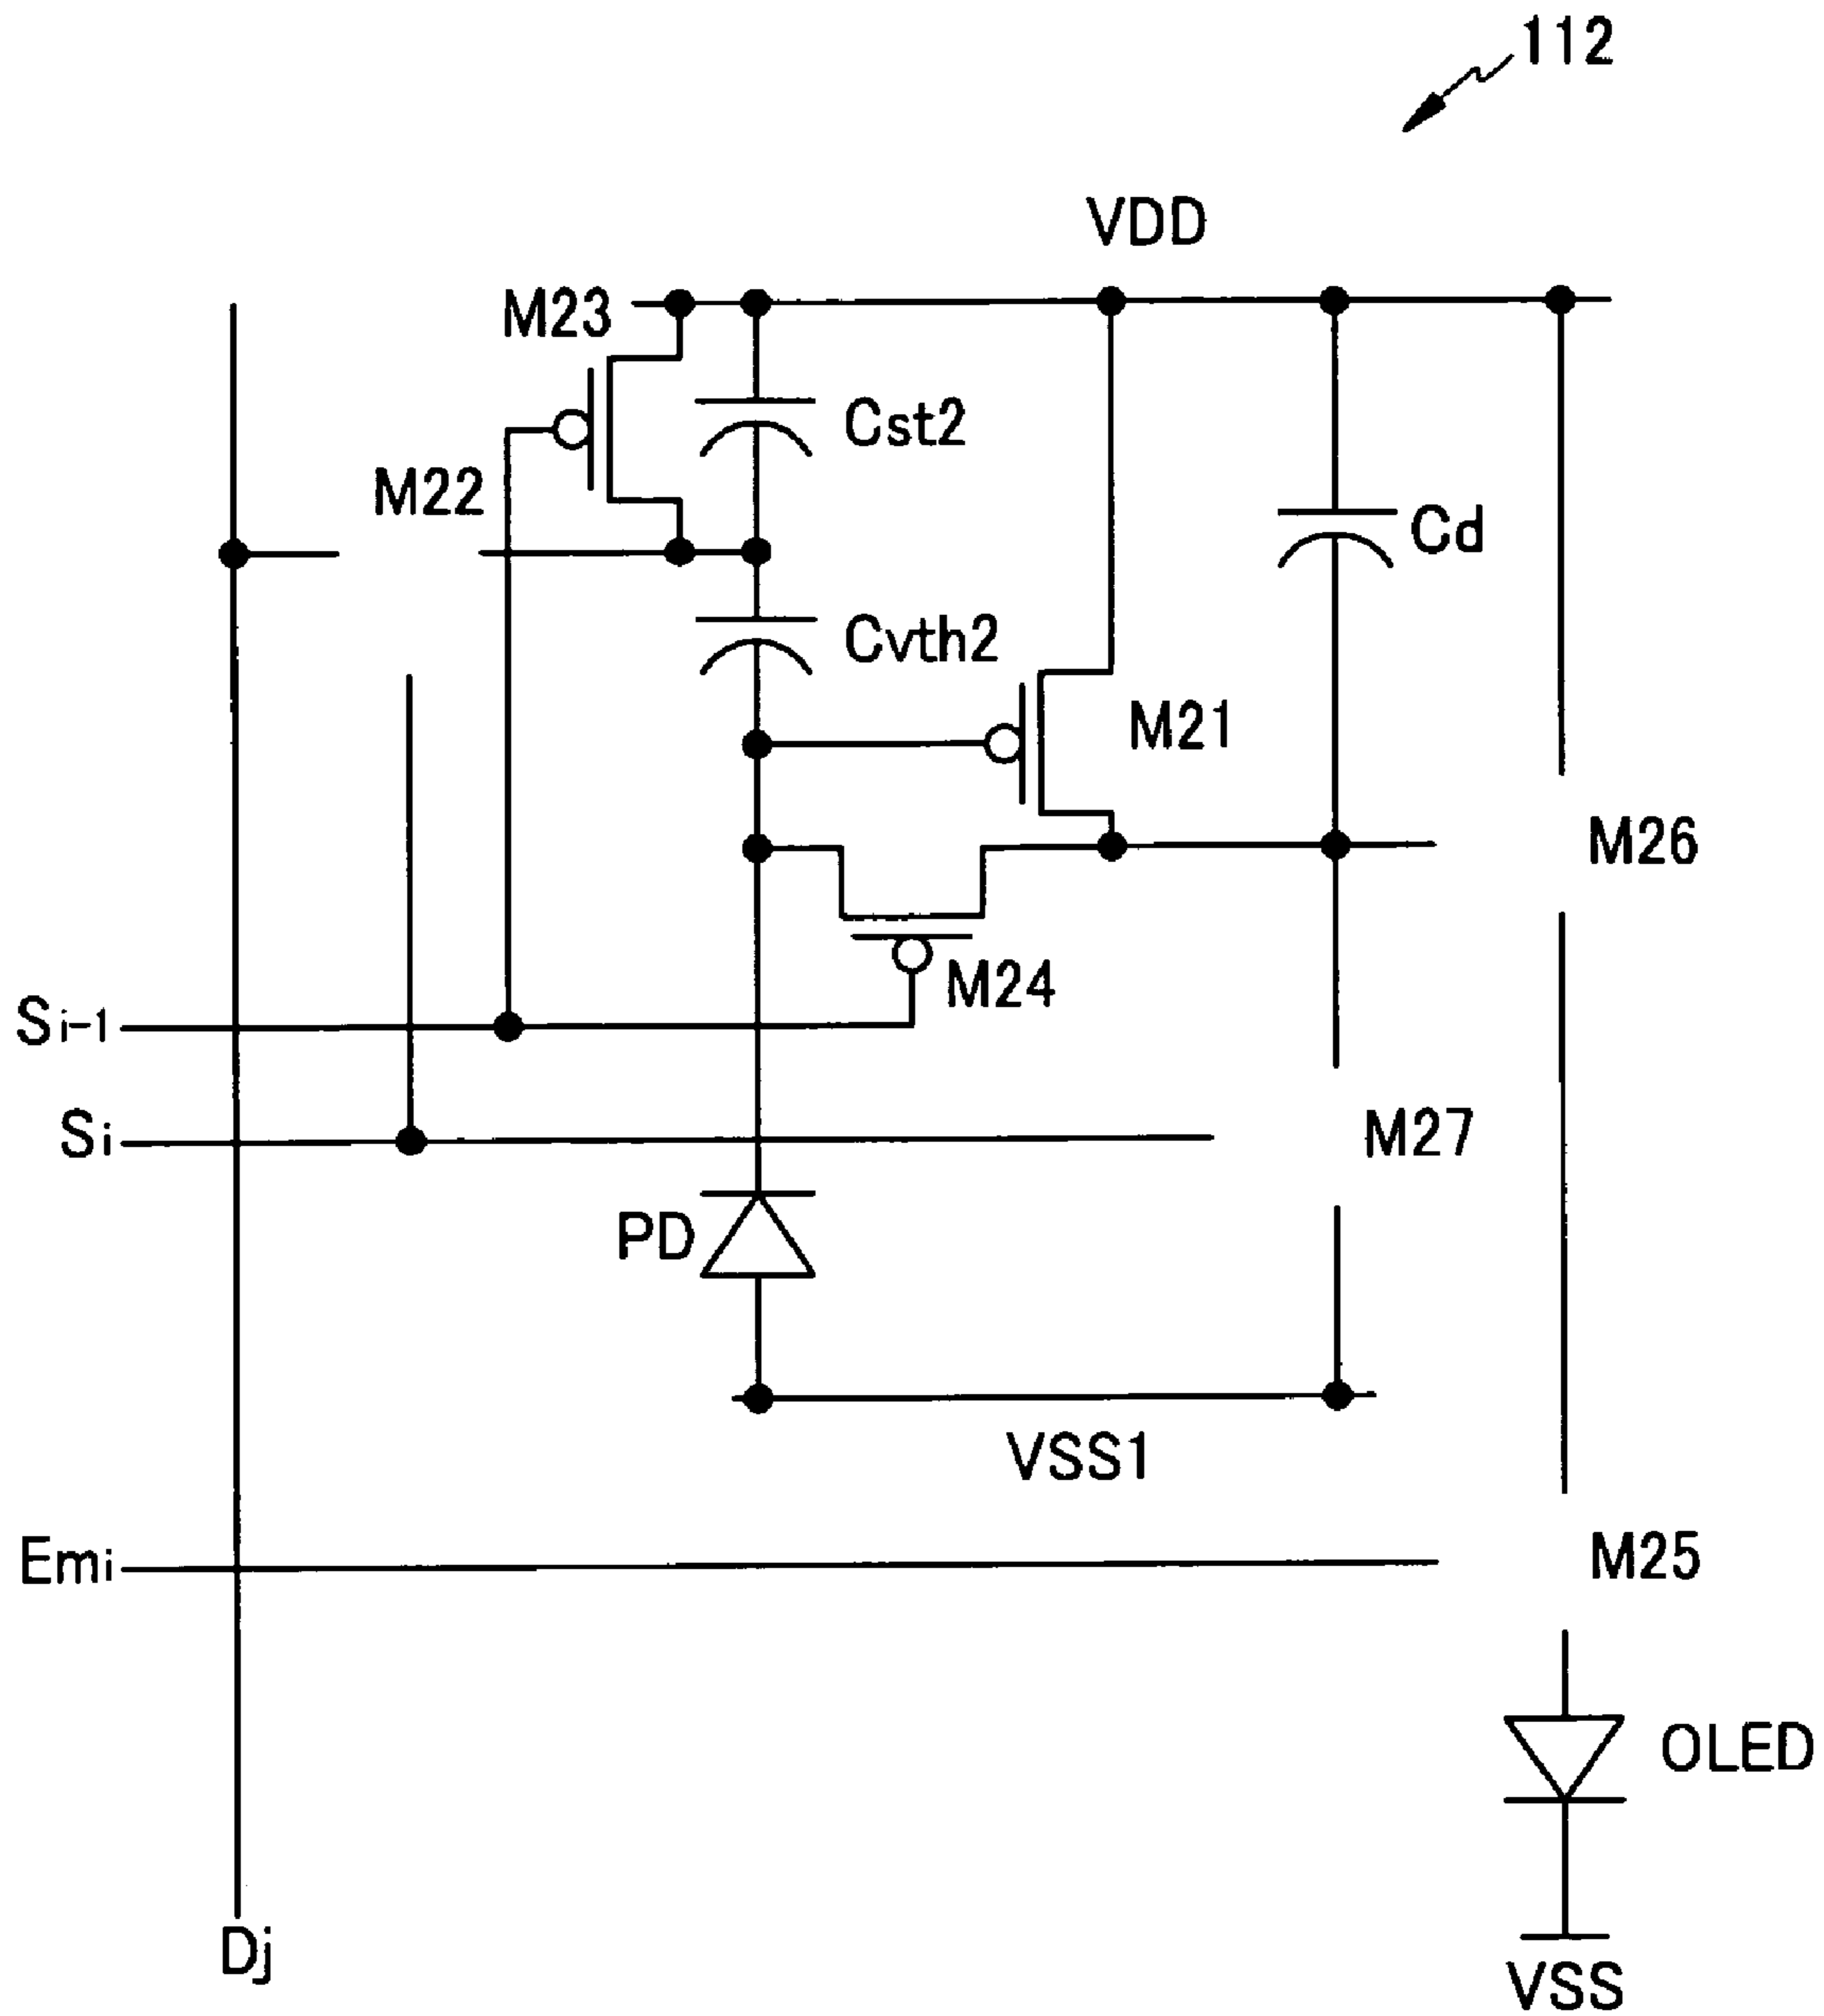 112
VDD
M23
Cst2
M22
Cd
Cvth2
M21
M26
M24
Si-1
Si
M27
PD
VSS1
Emi
M25
OLED
Dj
VSS